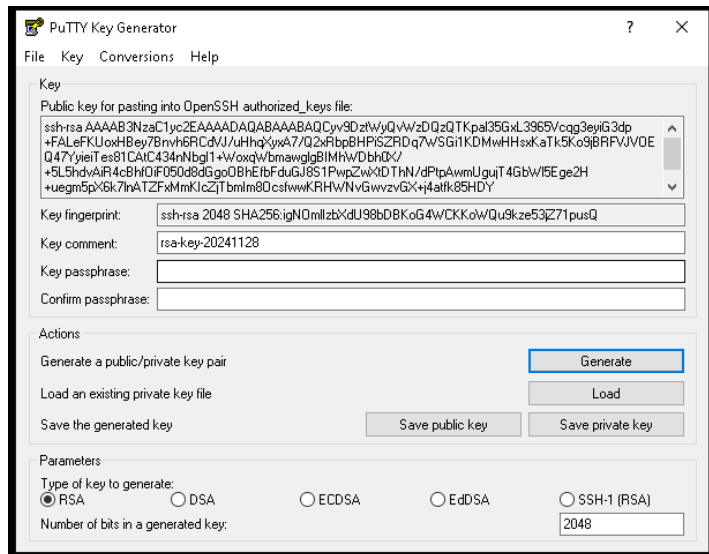 PuTTY Key Generator
File Key Conversions Help
Key
Public key for pasting into OpenSSH authorized_keys file:
ssh-rsa AAAAB3NzaC1yc2EAAAADAQABAAABAQCyv9DztWyQvWzDQzQTKpal35GxL3965Vcqg3eyiG3dp
+FALeFKUoxHBey7Bnvh6RCdVJ/uHhqXyxA7/Q2xRbpBHPiSZRDq7WSGi1KDMwHHsxKaTk5Ko9jBRFVJVOE
Q47YyieiTes81CAtC434nNbgl1+WoxqWbmawglgBIMhWDbh0X/
+5L5hdvAiR4cBhfOiF050d8dGgoOBhEfbFduGJ8S1PwpZwXtDThN/dPtpAwmUgujT4GbWI5Ege2H
+uegm5pX6k7lnATZFxMmKIcZjTbmIm8OcsfwwKRHWNvGwvzvGX+j4atfk85HDY
Key fingerprint: ssh-rsa 2048 SHA256:igNOmllzbXdU98bDBKoG4WCKKoWQu9kze53jZ71pusQ
Key comment: rsa-key-20241128
Key passphrase:
Confirm passphrase:
Actions
Generate a public/private key pair Generate
Load an existing private key file Load
Save the generated key Save public key Save private key
Parameters
Type of key to generate:
RSA DSA ECDSA EdDSA SSH-1 (RSA)
Number of bits in a generated key: 2048